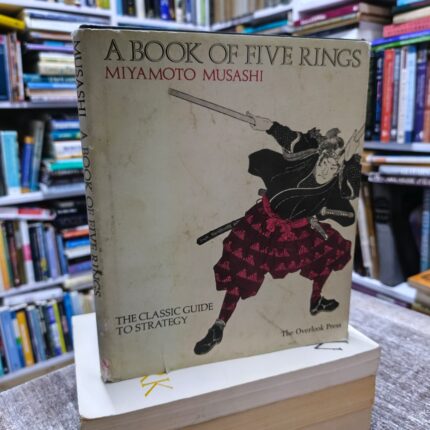 A BOOK OF FIVE RINGS
MIYAMOTO MUSASHI
THE CLASSIC GUIDE
TO STRATEGY
The Overlook Press
MUSASHI A BOOK OF FIVE RINGS